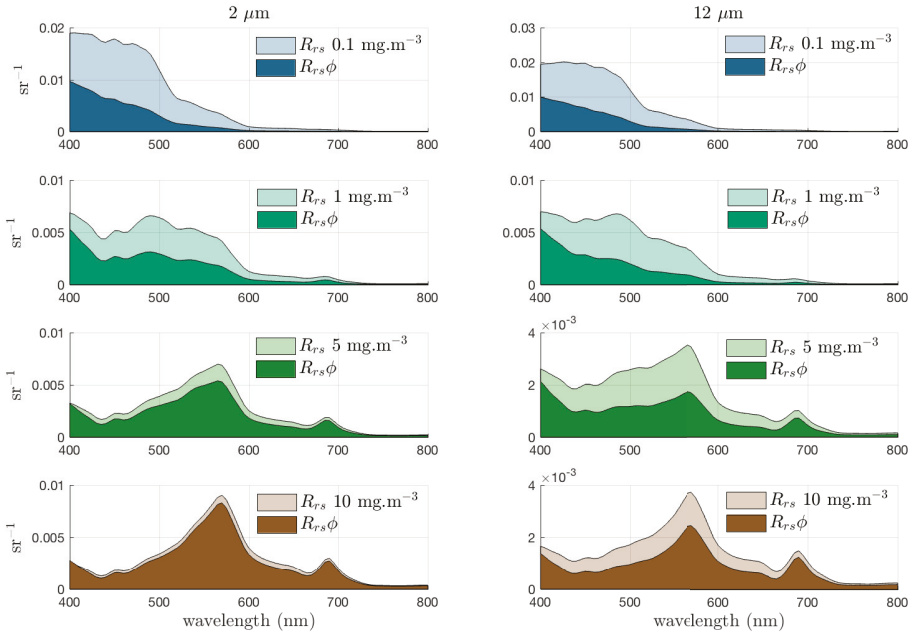 2 μm
12 μm
0.02
0.01
0
sr⁻¹
R_rs 0.1 mg.m⁻³
R_rsϕ
400 500 600 700 800
0.03
0.02
0.01
0
R_rs 0.1 mg.m⁻³
R_rsϕ
400 500 600 700 800
0.01
0.005
0
sr⁻¹
R_rs 1 mg.m⁻³
R_rsϕ
400 500 600 700 800
0.01
0.005
0
R_rs 1 mg.m⁻³
R_rsϕ
400 500 600 700 800
0.01
0.005
0
sr⁻¹
R_rs 5 mg.m⁻³
R_rsϕ
400 500 600 700 800
×10⁻³
4
2
0
R_rs 5 mg.m⁻³
R_rsϕ
400 500 600 700 800
0.01
0.005
0
sr⁻¹
R_rs 10 mg.m⁻³
R_rsϕ
400 500 600 700 800
wavelength (nm)
×10⁻³
4
2
0
R_rs 10 mg.m⁻³
R_rsϕ
400 500 600 700 800
wavelength (nm)